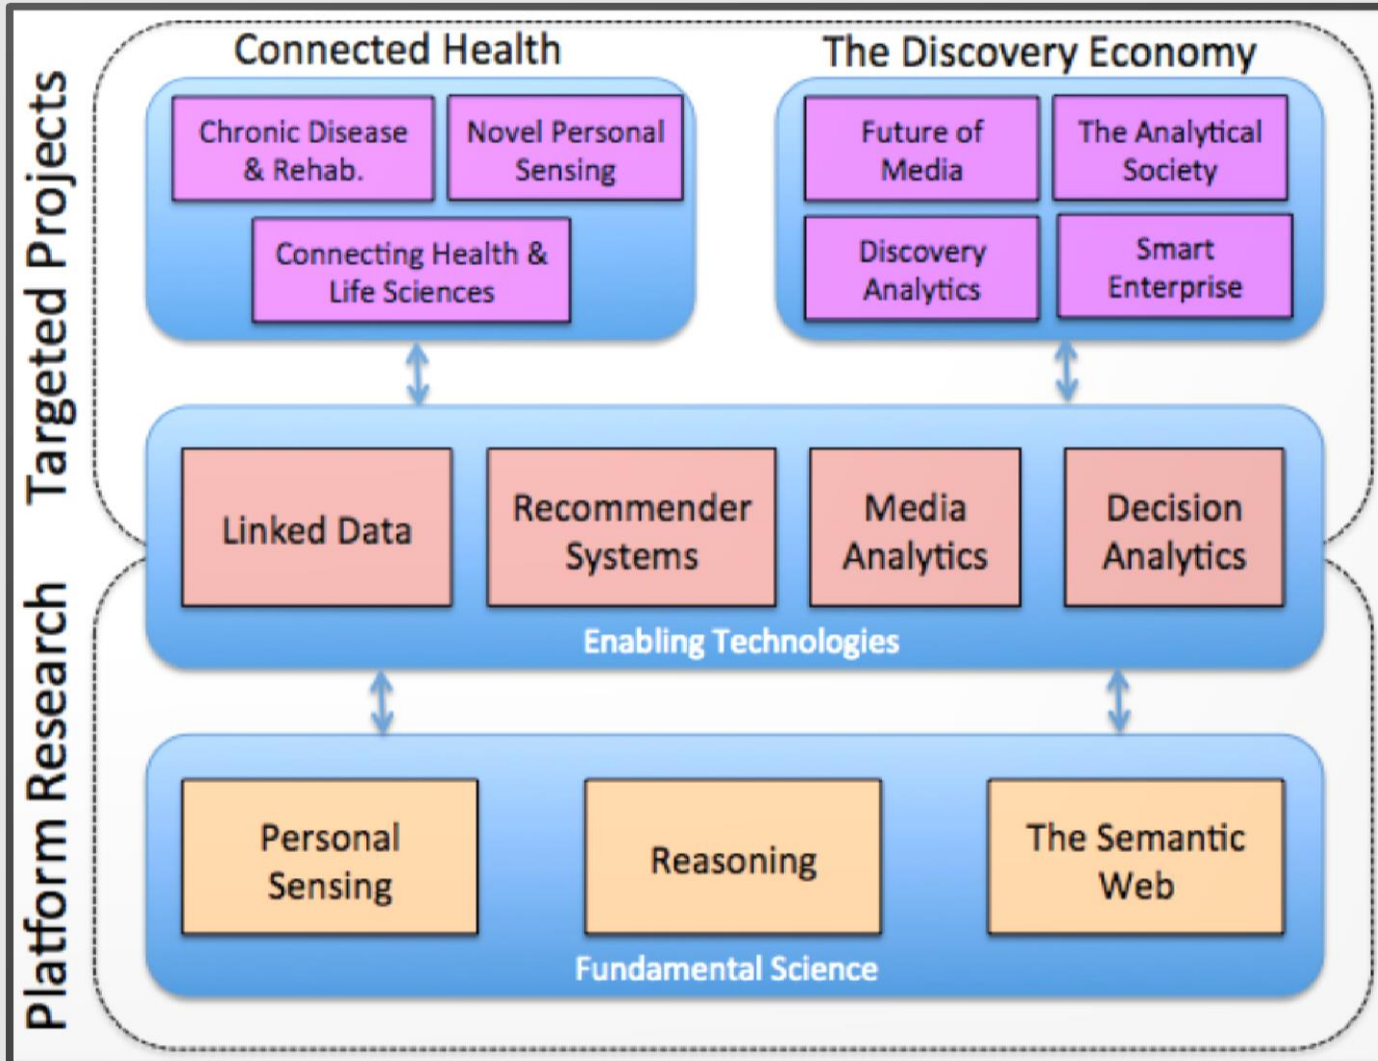 Targeted Projects
Connected Health
Chronic Disease
& Rehab.
Novel Personal
Sensing
Connecting Health &
Life Sciences
The Discovery Economy
Future of
Media
The Analytical
Society
Discovery
Analytics
Smart
Enterprise
Linked Data
Recommender
Systems
Media
Analytics
Decision
Analytics
Enabling Technologies
Platform Research
Personal
Sensing
Reasoning
The Semantic
Web
Fundamental Science